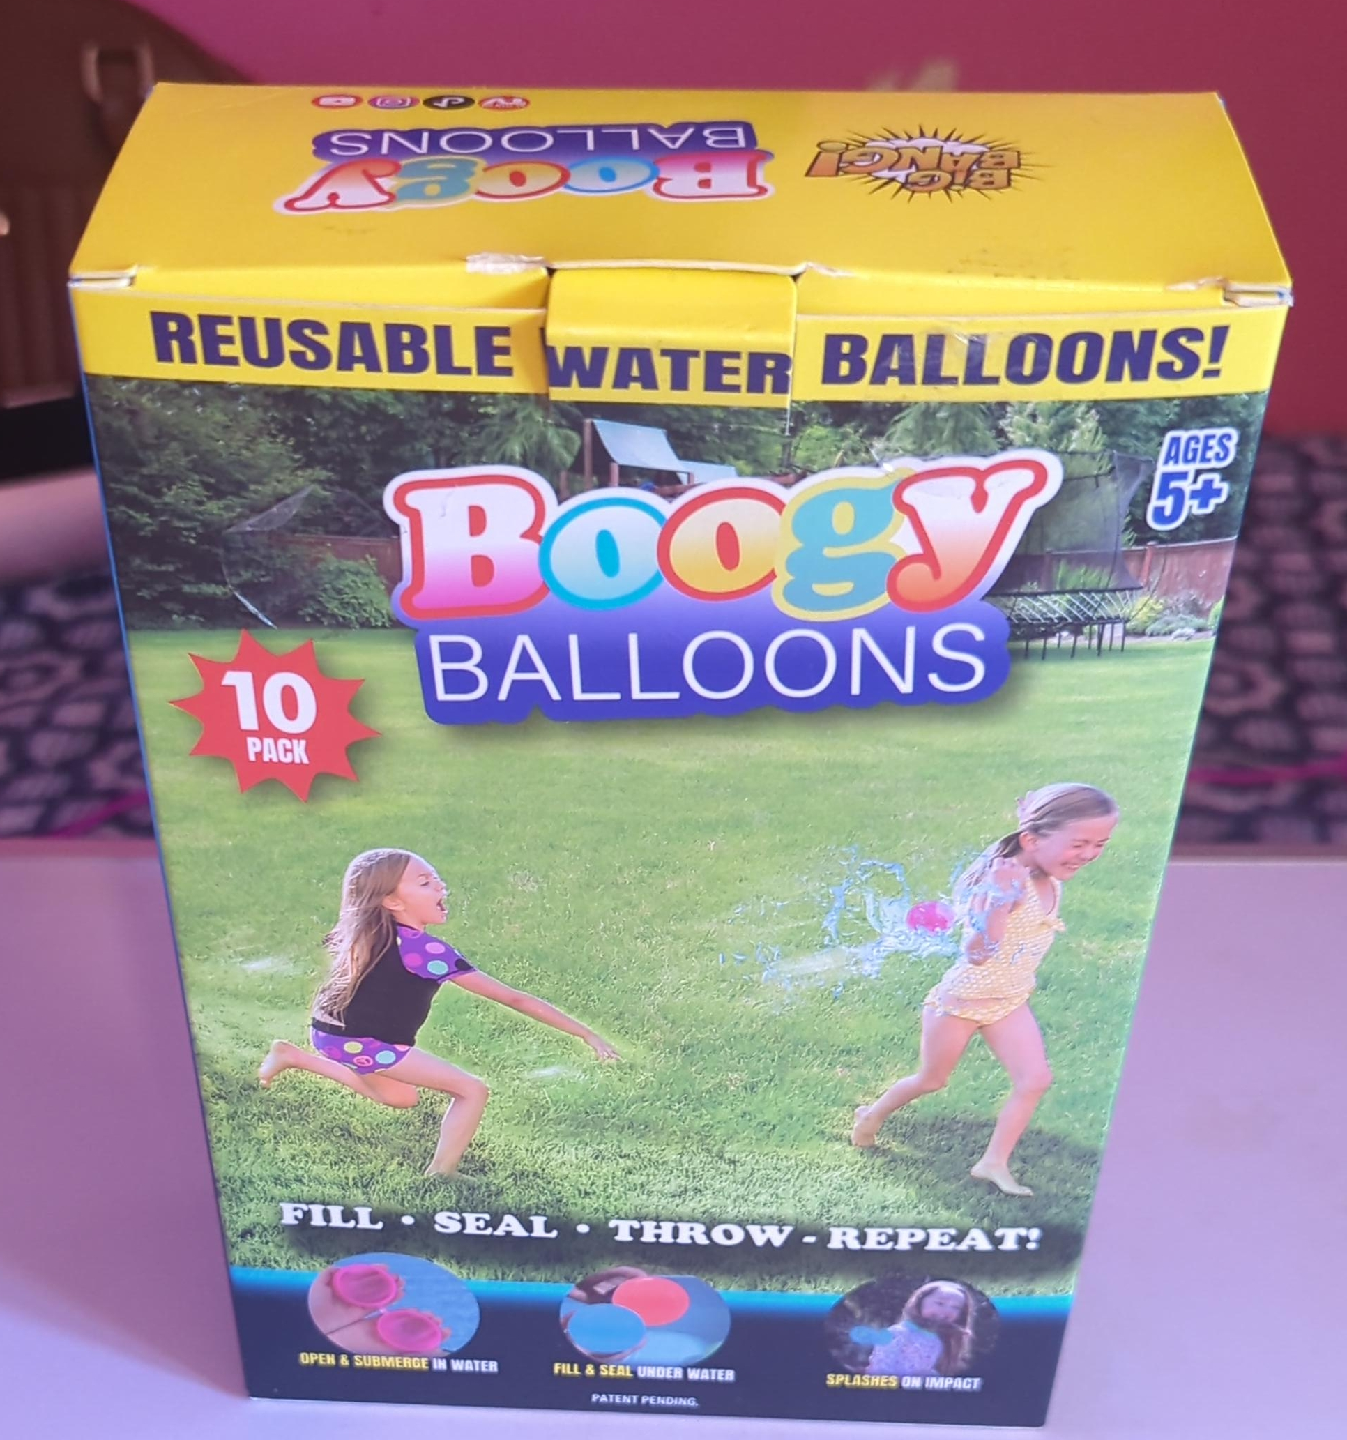 Boogy
BALLOONS
BIG
BANG!
REUSABLE WATER BALLOONS!
AGES
5+
Boogy
BALLOONS
10
PACK
FILL • SEAL • THROW - REPEAT!
OPEN & SUBMERGE IN WATER
FILL & SEAL UNDER WATER
SPLASHES ON IMPACT
PATENT PENDING.